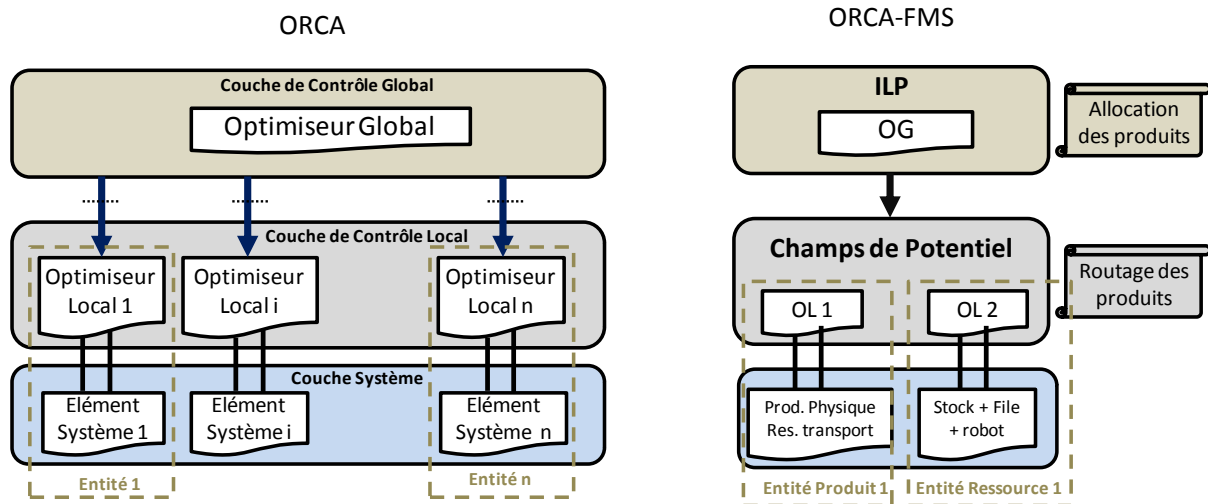 ORCA
Couche de Contrôle Global
Optimiseur Global
Couche de Contrôle Local
Optimiseur
Local 1
Optimiseur
Local i
Optimiseur
Local n
Couche Système
Elément
Système 1
Elément
Système i
Elément
Système n
Entité 1
Entité n
ORCA-FMS
ILP
OG
Allocation
des produits
Champs de Potentiel
OL 1
OL 2
Routage des
produits
Prod. Physique
Res. transport
Stock + File
+ robot
Entité Produit 1
Entité Ressource 1